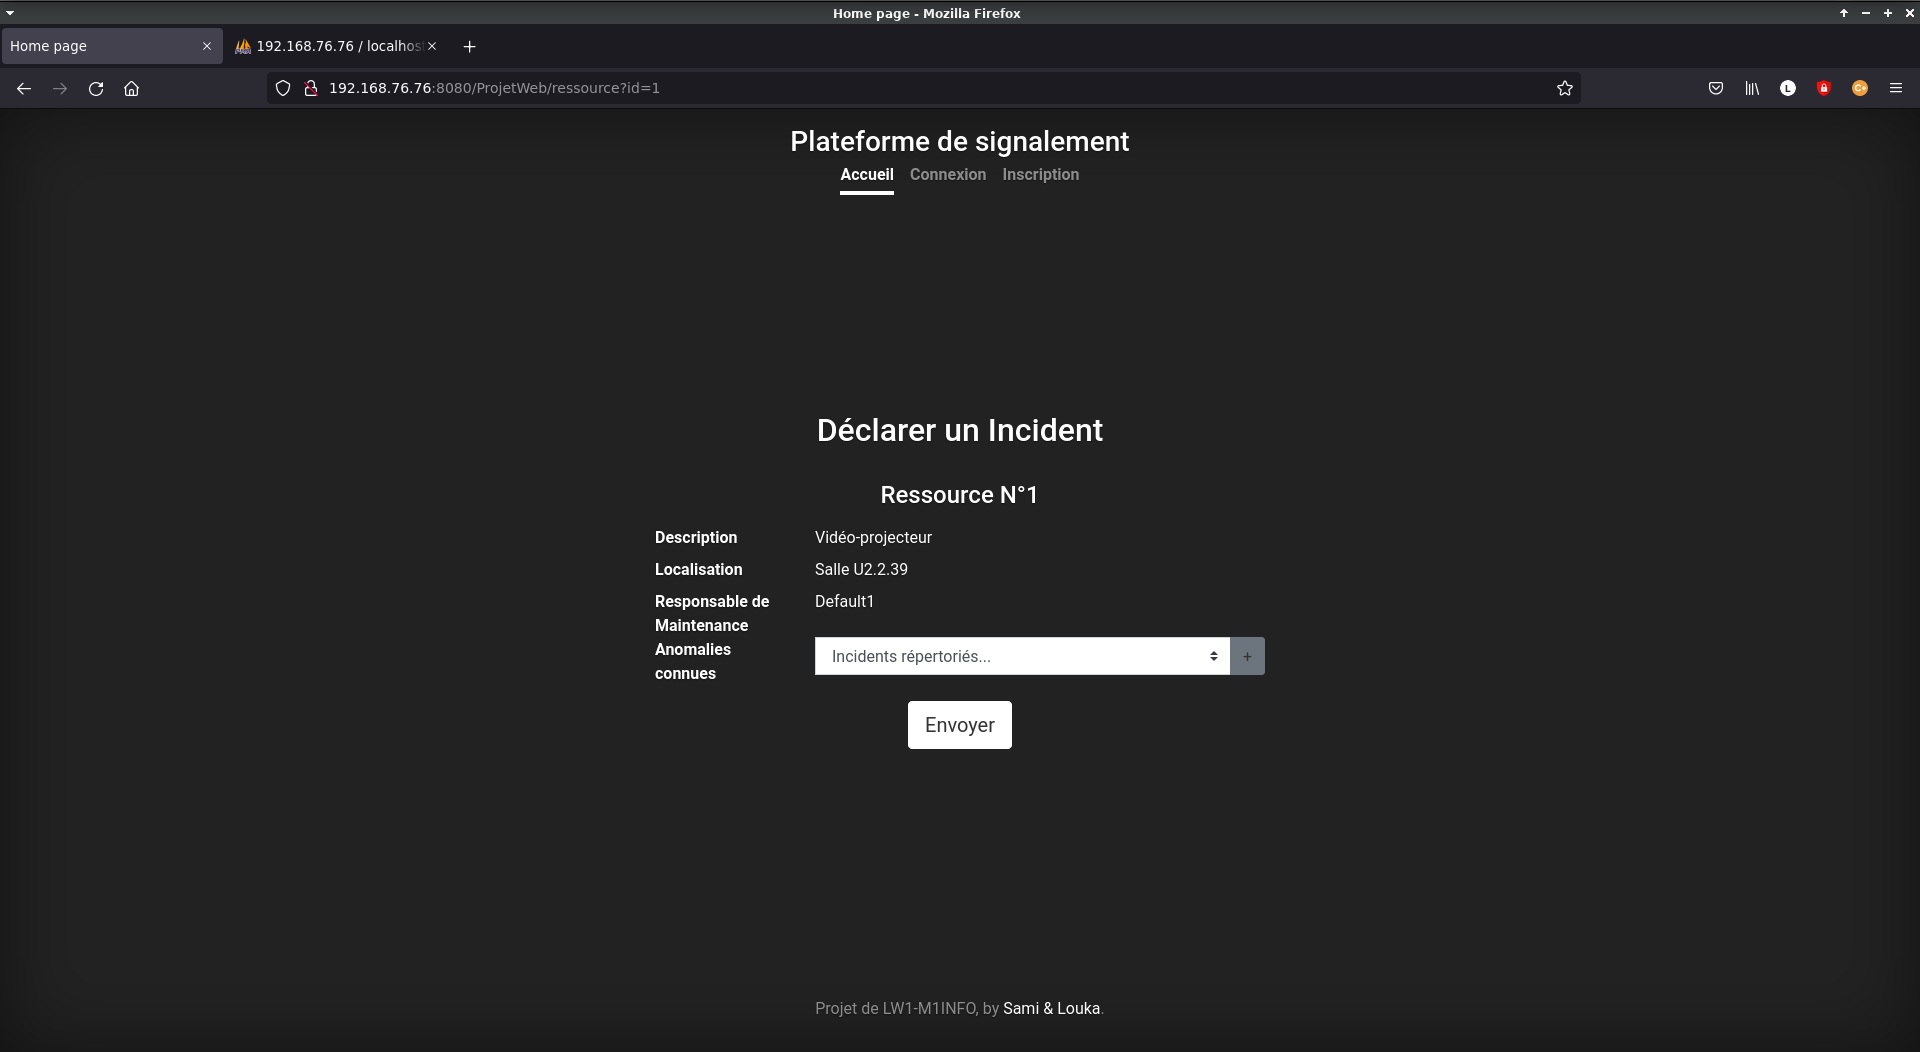 Home page - Mozilla Firefox
Home page
192.168.76.76 / localhos
192.168.76.76:8080/ProjetWeb/ressource?id=1
L
C+
Plateforme de signalement
Accueil Connexion Inscription
Déclarer un Incident
Ressource N°1
Description Vidéo-projecteur
Localisation Salle U2.2.39
Responsable de Default1
Maintenance
Anomalies
connues
Incidents répertoriés... +
Envoyer
Projet de LW1-M1INFO, by Sami & Louka.